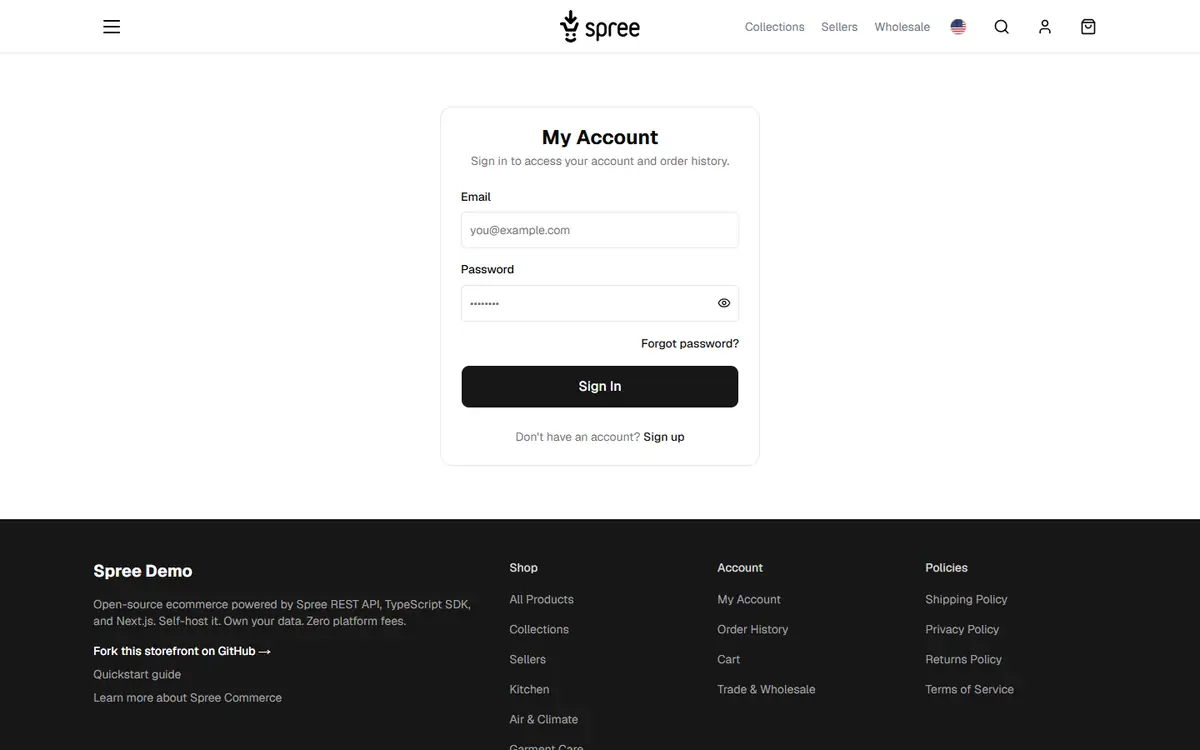 spree
Collections
Sellers
Wholesale
My Account
Sign in to access your account and order history.
Email
you@example.com
Password
••••••••
Forgot password?
Sign In
Don't have an account? Sign up
Spree Demo
Open-source ecommerce powered by Spree REST API, TypeScript SDK,
and Next.js. Self-host it. Own your data. Zero platform fees.
Fork this storefront on GitHub →
Quickstart guide
Learn more about Spree Commerce
Shop
All Products
Collections
Sellers
Kitchen
Air & Climate
Garment Care
Account
My Account
Order History
Cart
Trade & Wholesale
Policies
Shipping Policy
Privacy Policy
Returns Policy
Terms of Service